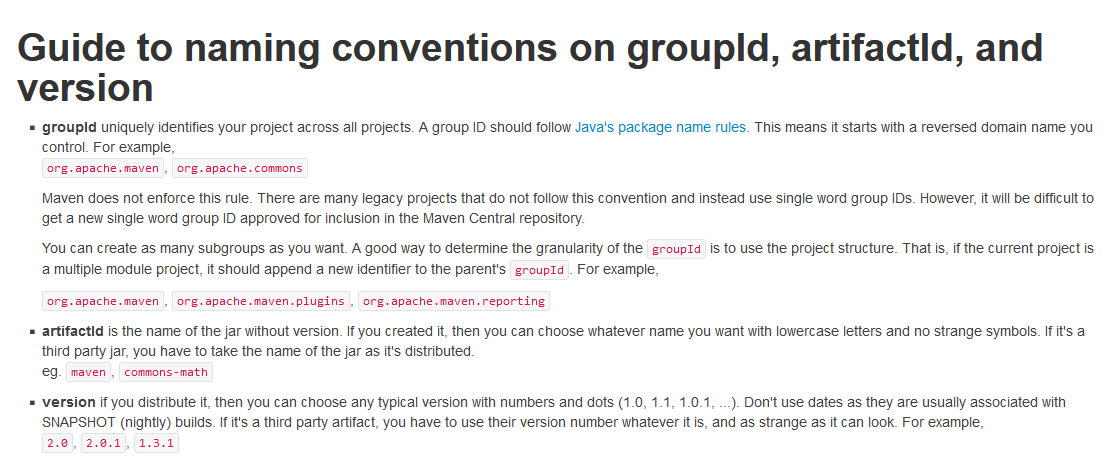 Guide to naming conventions on groupId, artifactId, and
version
groupId uniquely identifies your project across all projects. A group ID should follow Java's package name rules. This means it starts with a reversed domain name you
control. For example,
org.apache.maven, org.apache.commons
Maven does not enforce this rule. There are many legacy projects that do not follow this convention and instead use single word group IDs. However, it will be difficult to
get a new single word group ID approved for inclusion in the Maven Central repository.
You can create as many subgroups as you want. A good way to determine the granularity of the groupId is to use the project structure. That is, if the current project is
a multiple module project, it should append a new identifier to the parent's groupId. For example,
org.apache.maven, org.apache.maven.plugins, org.apache.maven.reporting
artifactId is the name of the jar without version. If you created it, then you can choose whatever name you want with lowercase letters and no strange symbols. If it's a
third party jar, you have to take the name of the jar as it's distributed.
eg. maven, commons-math
version if you distribute it, then you can choose any typical version with numbers and dots (1.0, 1.1, 1.0.1, ...). Don't use dates as they are usually associated with
SNAPSHOT (nightly) builds. If it's a third party artifact, you have to use their version number whatever it is, and as strange as it can look. For example,
2.0, 2.0.1, 1.3.1